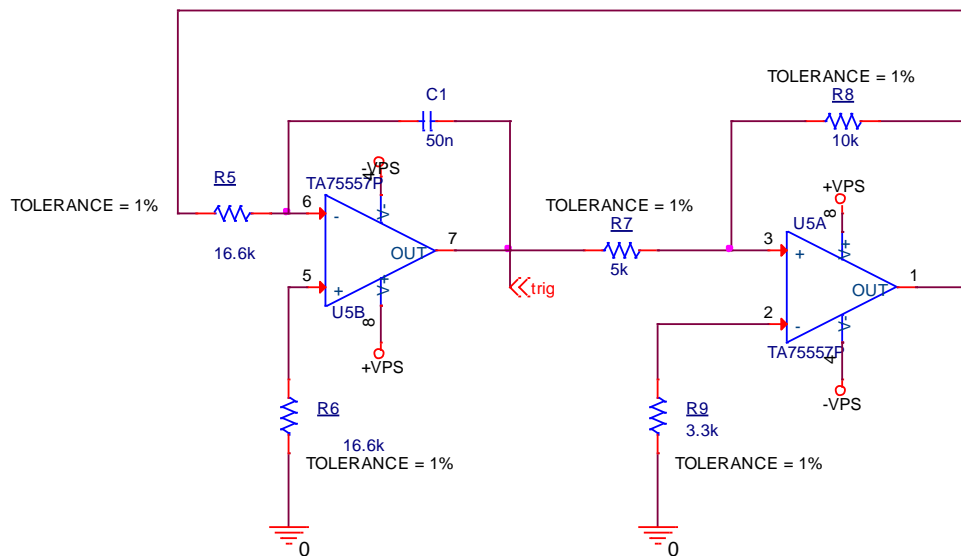 TOLERANCE = 1%
C1
R8
50n
10k
-VPS
4
+VPS
8
TA75557P
R5
TOLERANCE = 1%
TOLERANCE = 1%
6
-
V-
R7
U5A
16.6k
OUT
7
3
+
V+
5k
5
+
V+
trig
OUT
1
U5B
8
2
-
V-
TA75557P
4
+VPS
-VPS
R6
R9
16.6k
3.3k
TOLERANCE = 1%
TOLERANCE = 1%
0
0